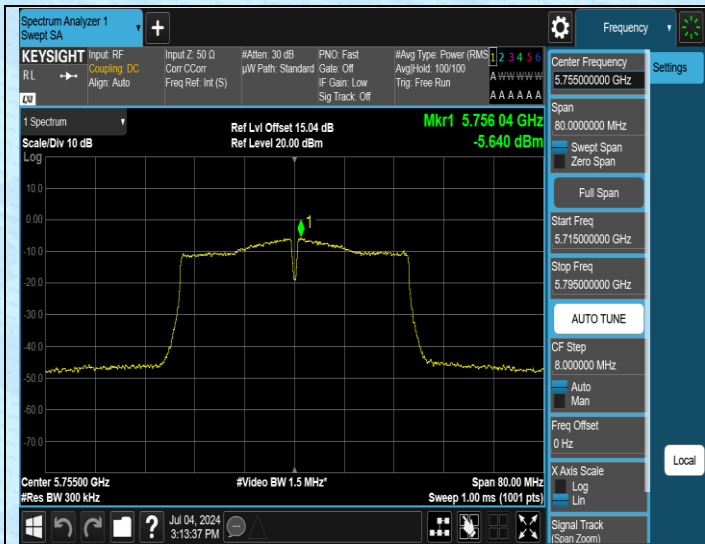 Spectrum Analyzer 1
Swept SA
Frequency
KEYSIGHT
RL
LXI
Input: RF
Coupling: DC
Align: Auto
Input Z: 50 Ω
Corr CCorr
Freq Ref: Int (S)
#Atten: 30 dB
µW Path: Standard
PNO: Fast
Gate: Off
IF Gain: Low
Sig Track: Off
#Avg Type: Power (RMS
Avg|Hold: 100/100
Trig: Free Run
1 2 3 4 5 6
A W W W W W
A A A A A A
1 Spectrum
Scale/Div 10 dB
Ref Lvl Offset 15.04 dB
Ref Level 20.00 dBm
Mkr1 5.756 04 GHz
-5.640 dBm
Log
10.0
0.00
-10.0
-20.0
-30.0
-40.0
-50.0
-60.0
-70.0
1
Center 5.75500 GHz
#Res BW 300 kHz
#Video BW 1.5 MHz*
Span 80.00 MHz
Sweep 1.00 ms (1001 pts)
Jul 04, 2024
3:13:37 PM
Center Frequency
5.755000000 GHz
Settings
Span
80.0000000 MHz
Swept Span
Zero Span
Full Span
Start Freq
5.715000000 GHz
Stop Freq
5.795000000 GHz
AUTO TUNE
CF Step
8.000000 MHz
Auto
Man
Freq Offset
0 Hz
X Axis Scale
Log
Lin
Local
Signal Track
(Span Zoom)